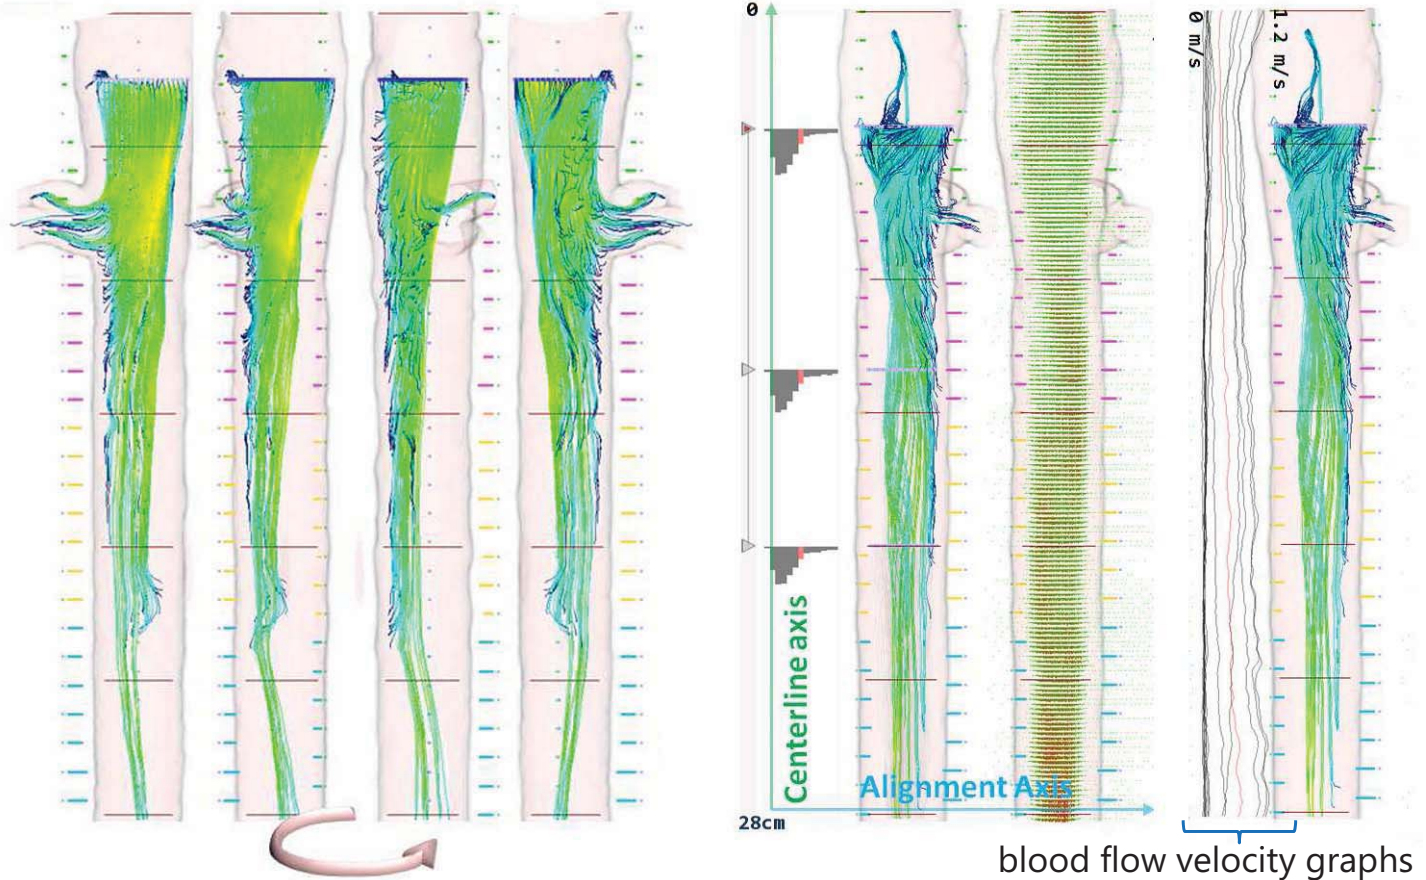 0
0 m/s
1.2 m/s
Centerline axis
Alignment Axis
28cm
blood flow velocity graphs